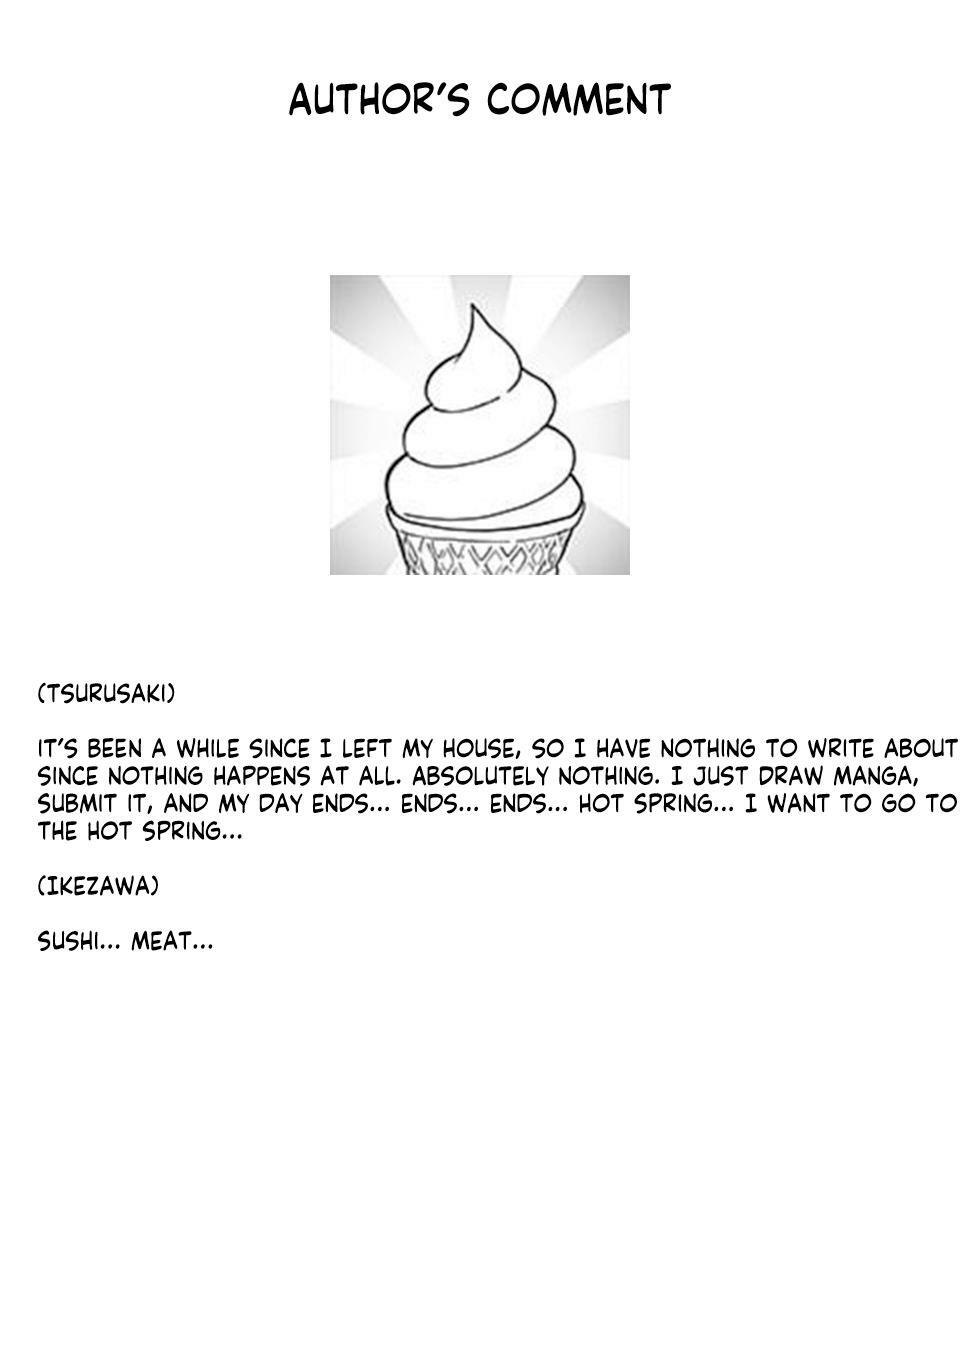 AUTHOR'S COMMENT
(TSURUSAKI)
IT'S BEEN A WHILE SINCE I LEFT MY HOUSE, SO I HAVE NOTHING TO WRITE ABOUT
SINCE NOTHING HAPPENS AT ALL. ABSOLUTELY NOTHING. I JUST DRAW MANGA,
SUBMIT IT, AND MY DAY ENDS... ENDS... ENDS... HOT SPRING... I WANT TO GO TO
THE HOT SPRING...
(IKEZAWA)
SUSHI... MEAT...